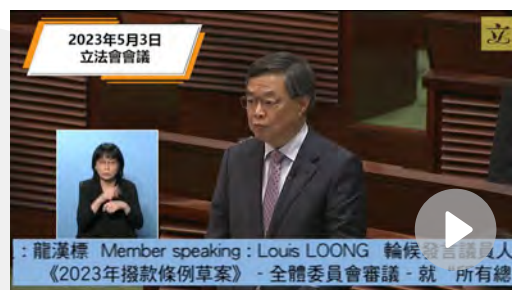 2023年5月3日
立法會會議
立
：龍漢標 Member speaking : Louis LOONG 輪候發言議員人
《2023年撥款條例草案》 - 全體委員會審議 - 就 "所有總